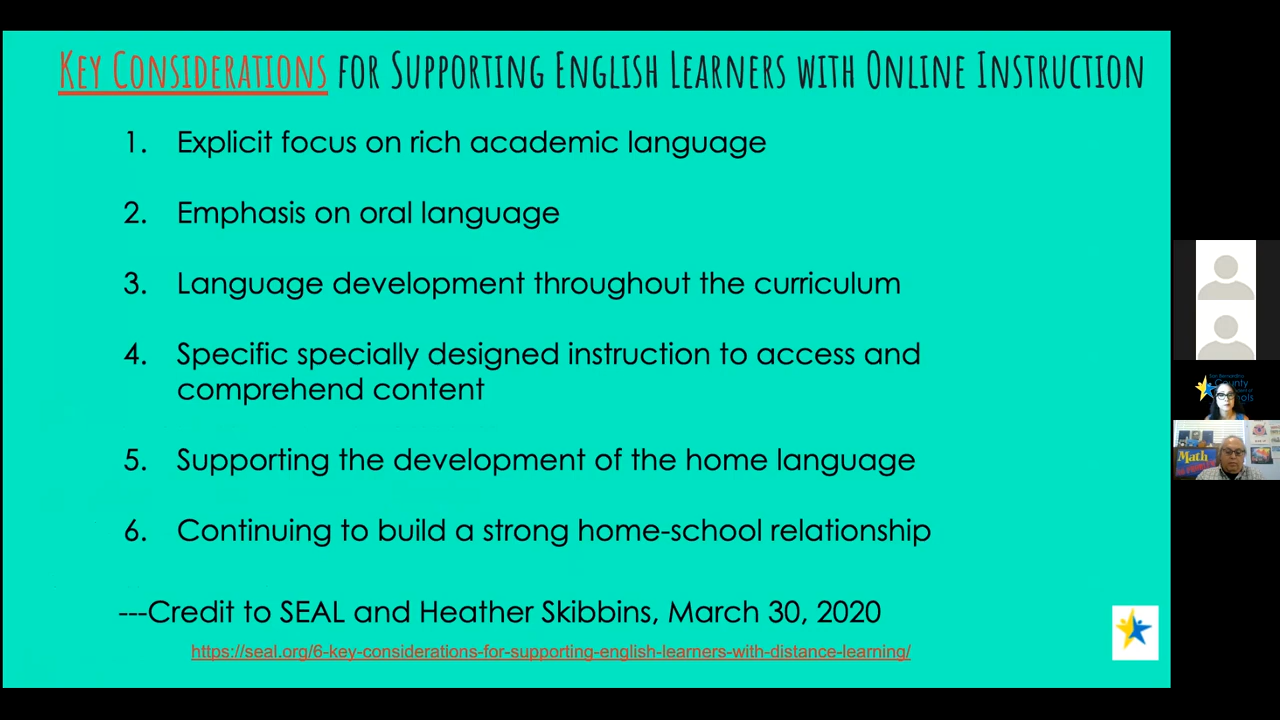 Key Considerations for Supporting English Learners with Online Instruction
1. Explicit focus on rich academic language
2. Emphasis on oral language
3. Language development throughout the curriculum
4. Specific specially designed instruction to access and
comprehend content
5. Supporting the development of the home language
6. Continuing to build a strong home-school relationship
---Credit to SEAL and Heather Skibbins, March 30, 2020
https://seal.org/6-key-considerations-for-supporting-english-learners-with-distance-learning/
County
Math